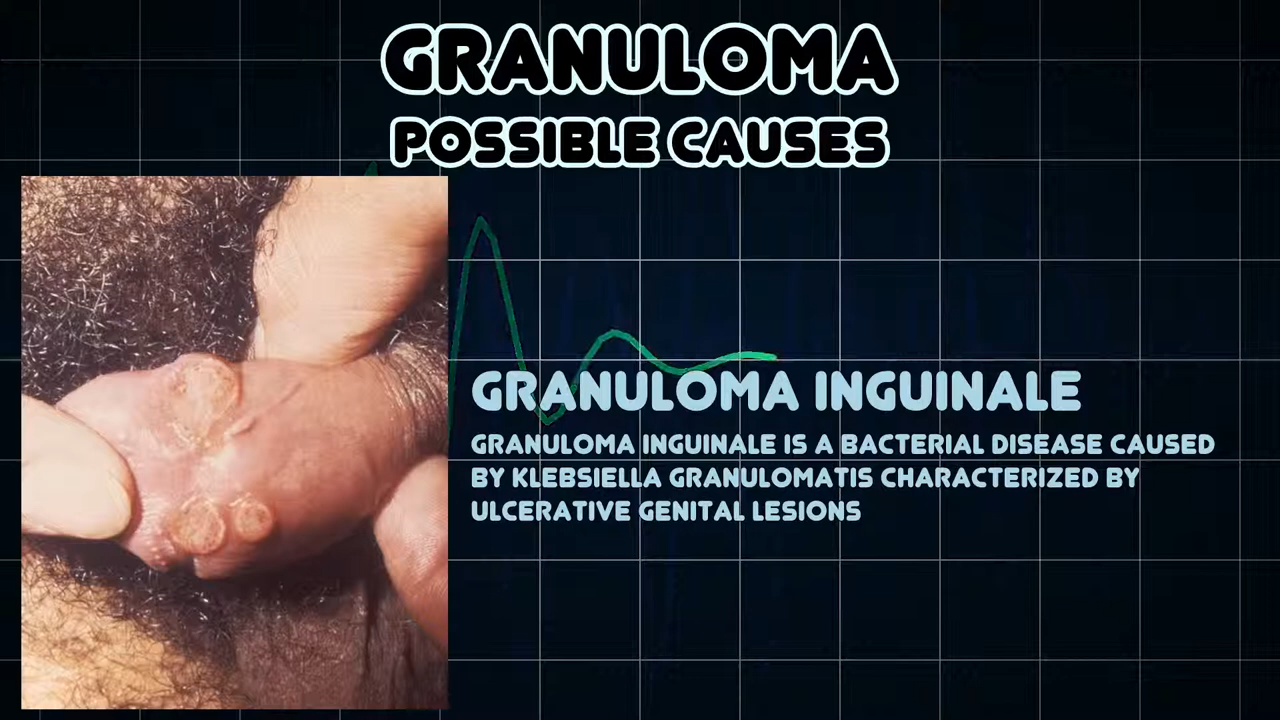 GRANULOMA
POSSIBLE CAUSES
GRANULOMA INGUINALE
GRANULOMA INGUINALE IS A BACTERIAL DISEASE CAUSED
BY KLEBSIELLA GRANULOMATIS CHARACTERIZED BY
ULCERATIVE GENITAL LESIONS